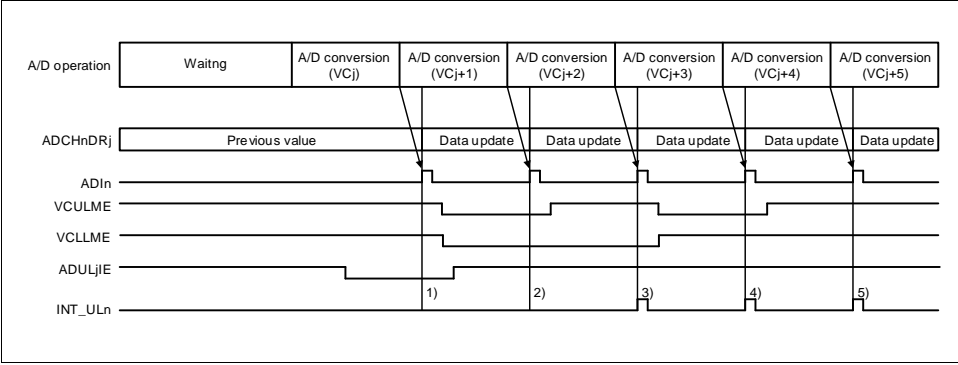 A/D operation
Waitng
A/D conversion
(VCj)
A/D conversion
(VCj+1)
A/D conversion
(VCj+2)
A/D conversion
(VCj+3)
A/D conversion
(VCj+4)
A/D conversion
(VCj+5)
ADCHnDRj
Previous value
Data update
Data update
Data update
Data update
Data update
ADIn
VCULME
VCLLME
ADULjIE
1)
2)
3)
4)
5)
INT_ULn